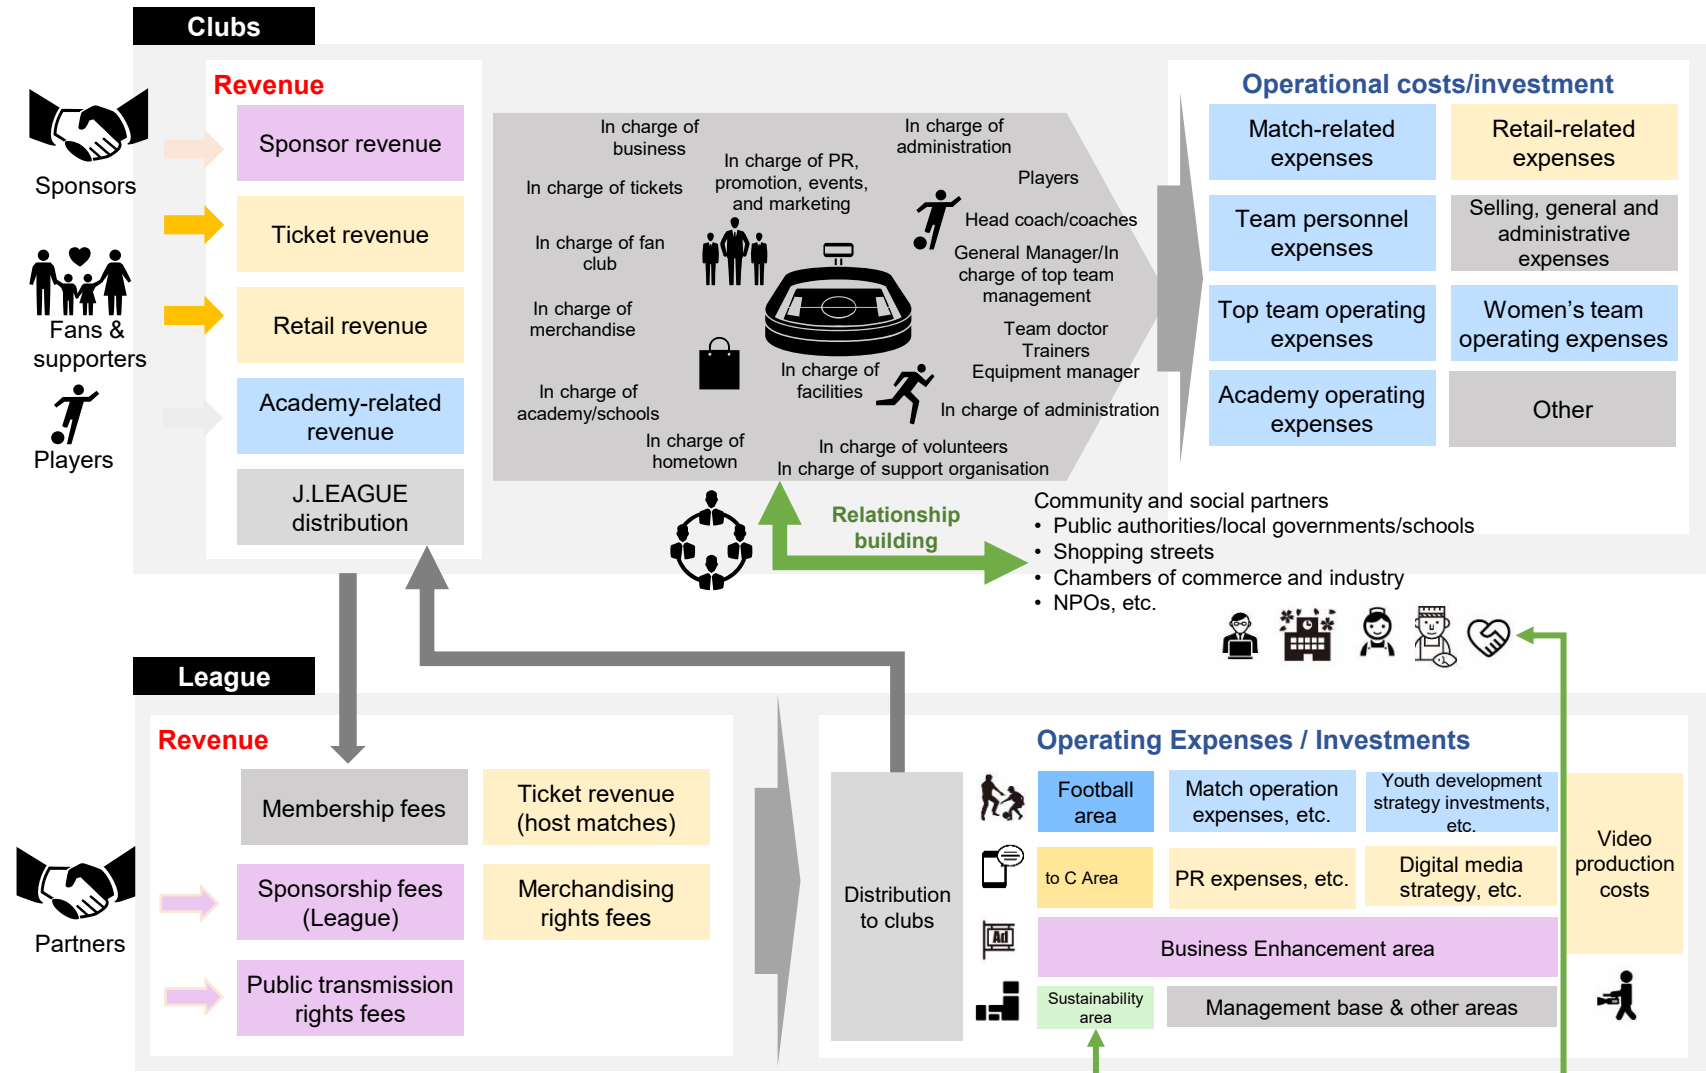 Clubs
Revenue
Sponsors
Sponsor revenue
Ticket revenue
Fans &
supporters
Retail revenue
Players
Academy-related
revenue
J.LEAGUE
distribution
In charge of
business
In charge of
administration
In charge of PR,
promotion, events,
and marketing
In charge of tickets
Players
Head coach/coaches
In charge of fan
club
General Manager/In
charge of top team
management
In charge of
merchandise
Team doctor
Trainers
Equipment manager
In charge of
facilities
In charge of
academy/schools
In charge of administration
In charge of
hometown
In charge of volunteers
In charge of support organisation
Operational costs/investment
Match-related
expenses
Retail-related
expenses
Team personnel
expenses
Selling, general and
administrative
expenses
Top team operating
expenses
Women’s team
operating expenses
Academy operating
expenses
Other
Relationship
building
Community and social partners
• Public authorities/local governments/schools
• Shopping streets
• Chambers of commerce and industry
• NPOs, etc.
League
Revenue
Membership fees
Ticket revenue
(host matches)
Partners
Sponsorship fees
(League)
Merchandising
rights fees
Public transmission
rights fees
Operating Expenses / Investments
Distribution
to clubs
Football
area
Match operation
expenses, etc.
Youth development
strategy investments,
etc.
to C Area
PR expenses, etc.
Digital media
strategy, etc.
Video
production
costs
Ad
Business Enhancement area
Sustainability
area
Management base & other areas